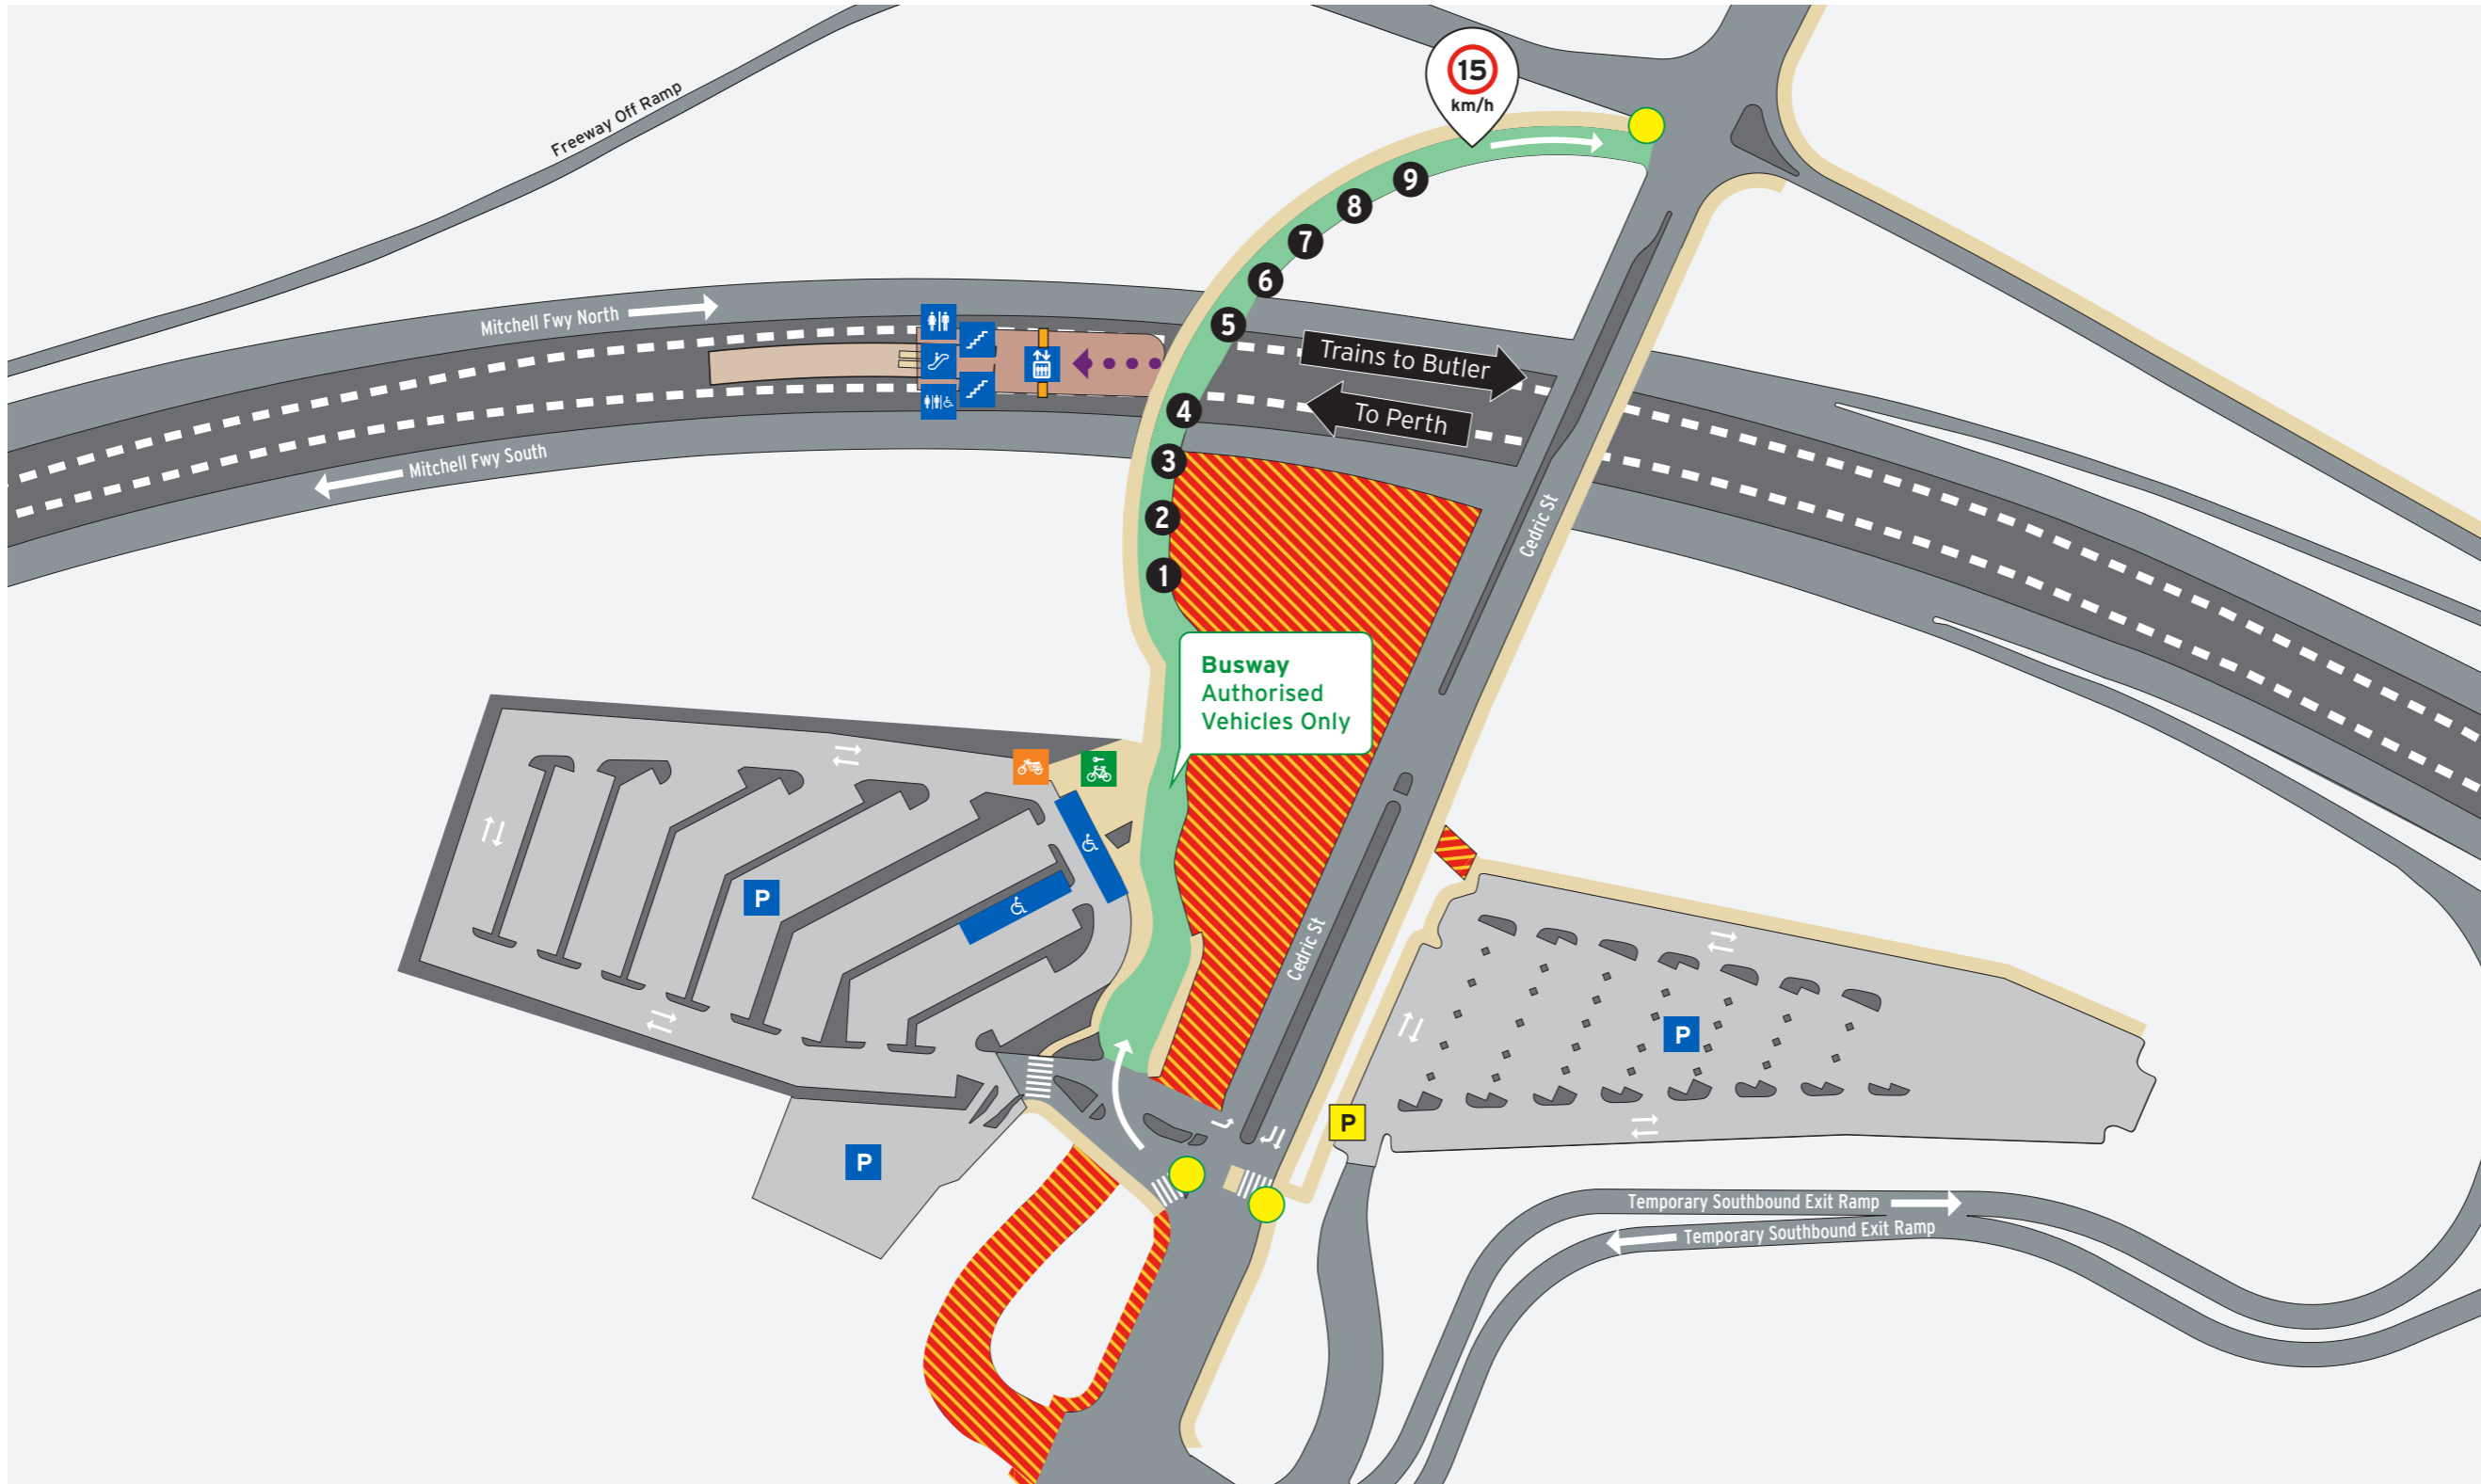 15
km/h
Freeway Off Ramp
9
8
7
6
5
4
3
2
1
Mitchell Fwy North
Trains to Butler
To Perth
Mitchell Fwy South
Cedric St
Busway
Authorised
Vehicles Only
P
Cedric St
P
P
P
Temporary Southbound Exit Ramp
Temporary Southbound Exit Ramp